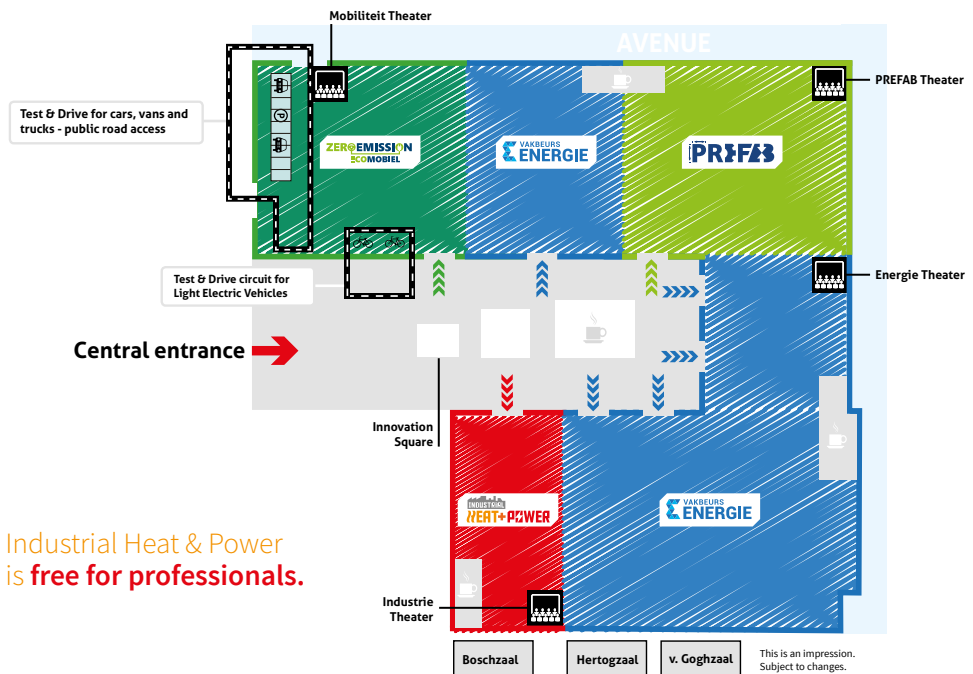 Mobiliteit Theater
AVENUE
PREFAB Theater
Test & Drive for cars, vans and
trucks - public road access
P
ZEROEMISSION
ECOMOBIEL
VAKBEURS
ENERGIE
PREFAB
Test & Drive circuit for
Light Electric Vehicles
Energie Theater
Central entrance
Innovation
Square
INDUSTRIAL
HEAT+POWER
VAKBEURS
ENERGIE
Industrial Heat & Power
is free for professionals.
Industrie
Theater
Boschzaal
Hertogzaal
v. Goghzaal
This is an impression.
Subject to changes.